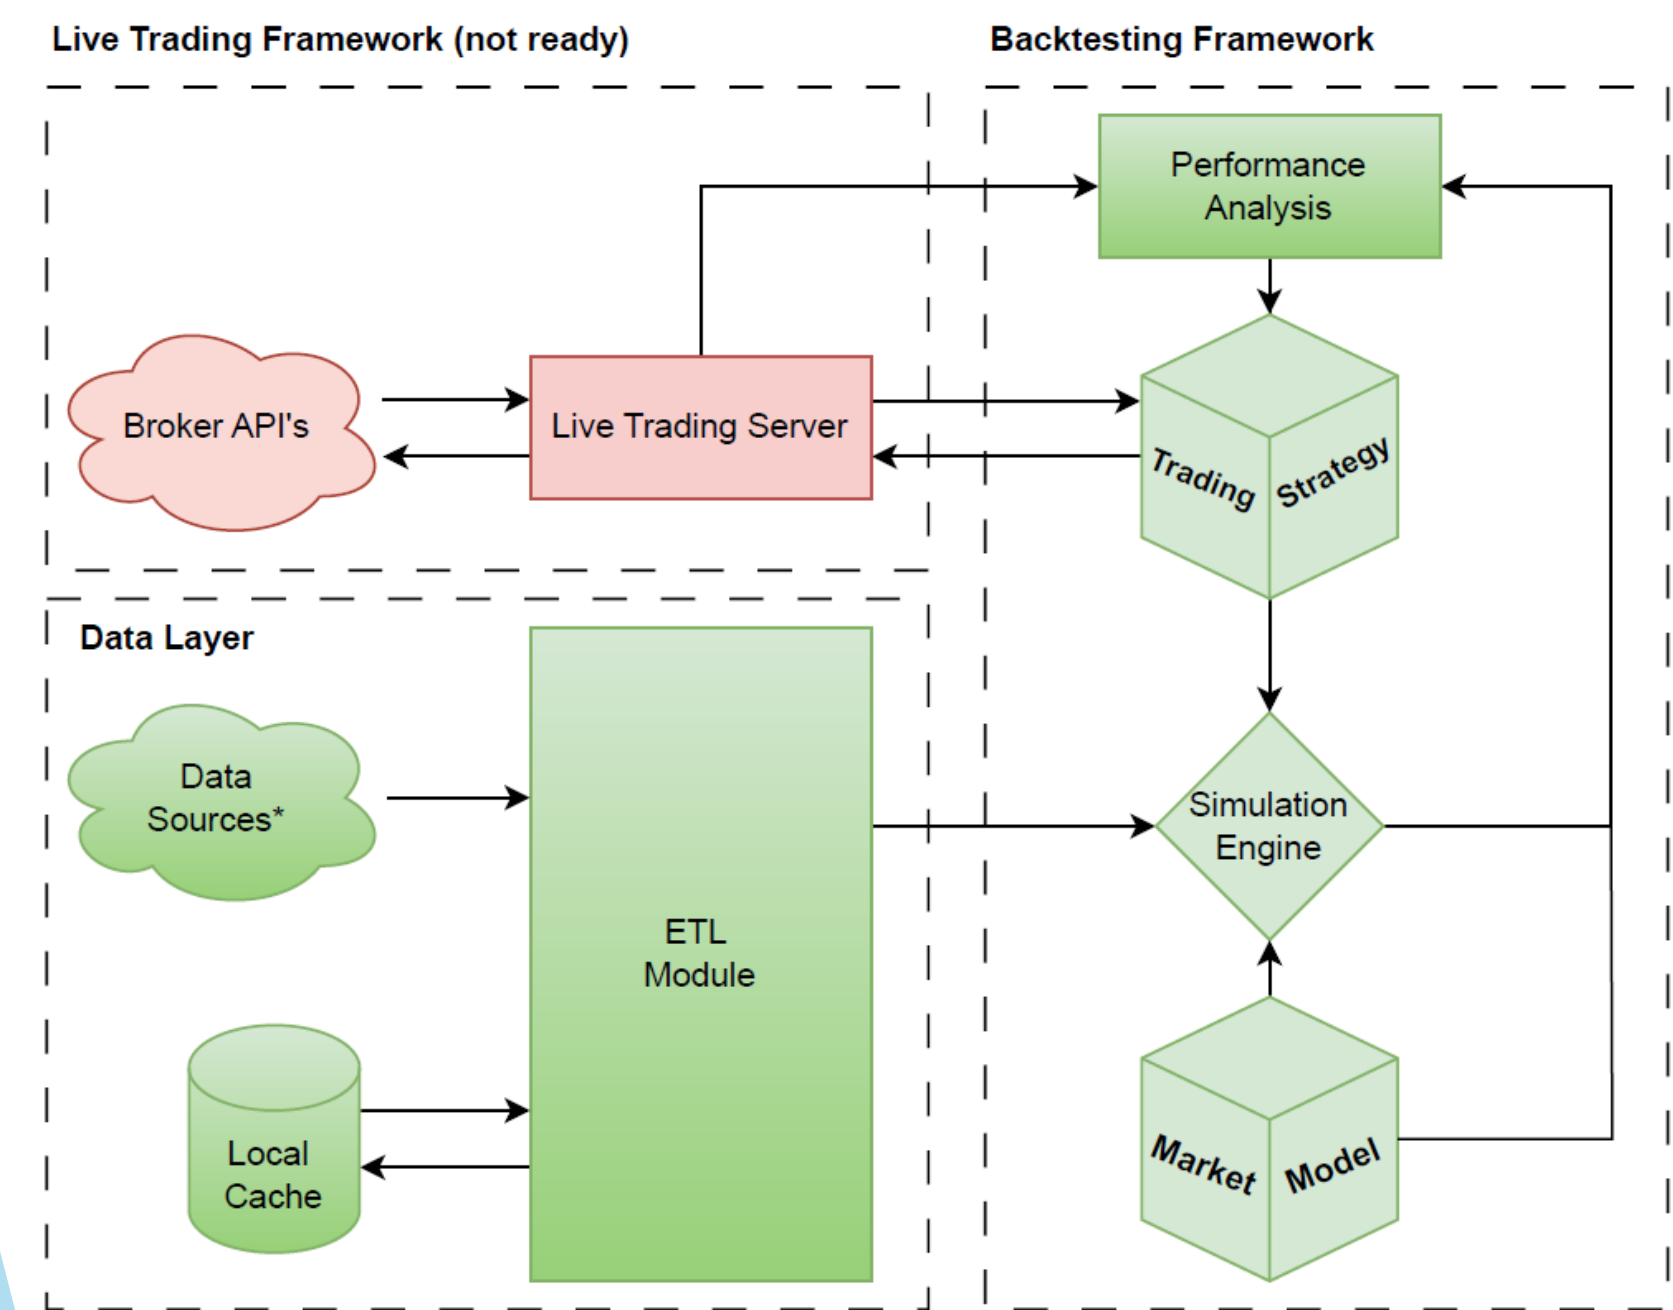 Live Trading Framework (not ready)
Backtesting Framework
Performance
Analysis
Broker API's
Live Trading Server
Trading
Strategy
Data Layer
Data
Sources*
Simulation
Engine
ETL
Module
Local
Cache
Market
Model